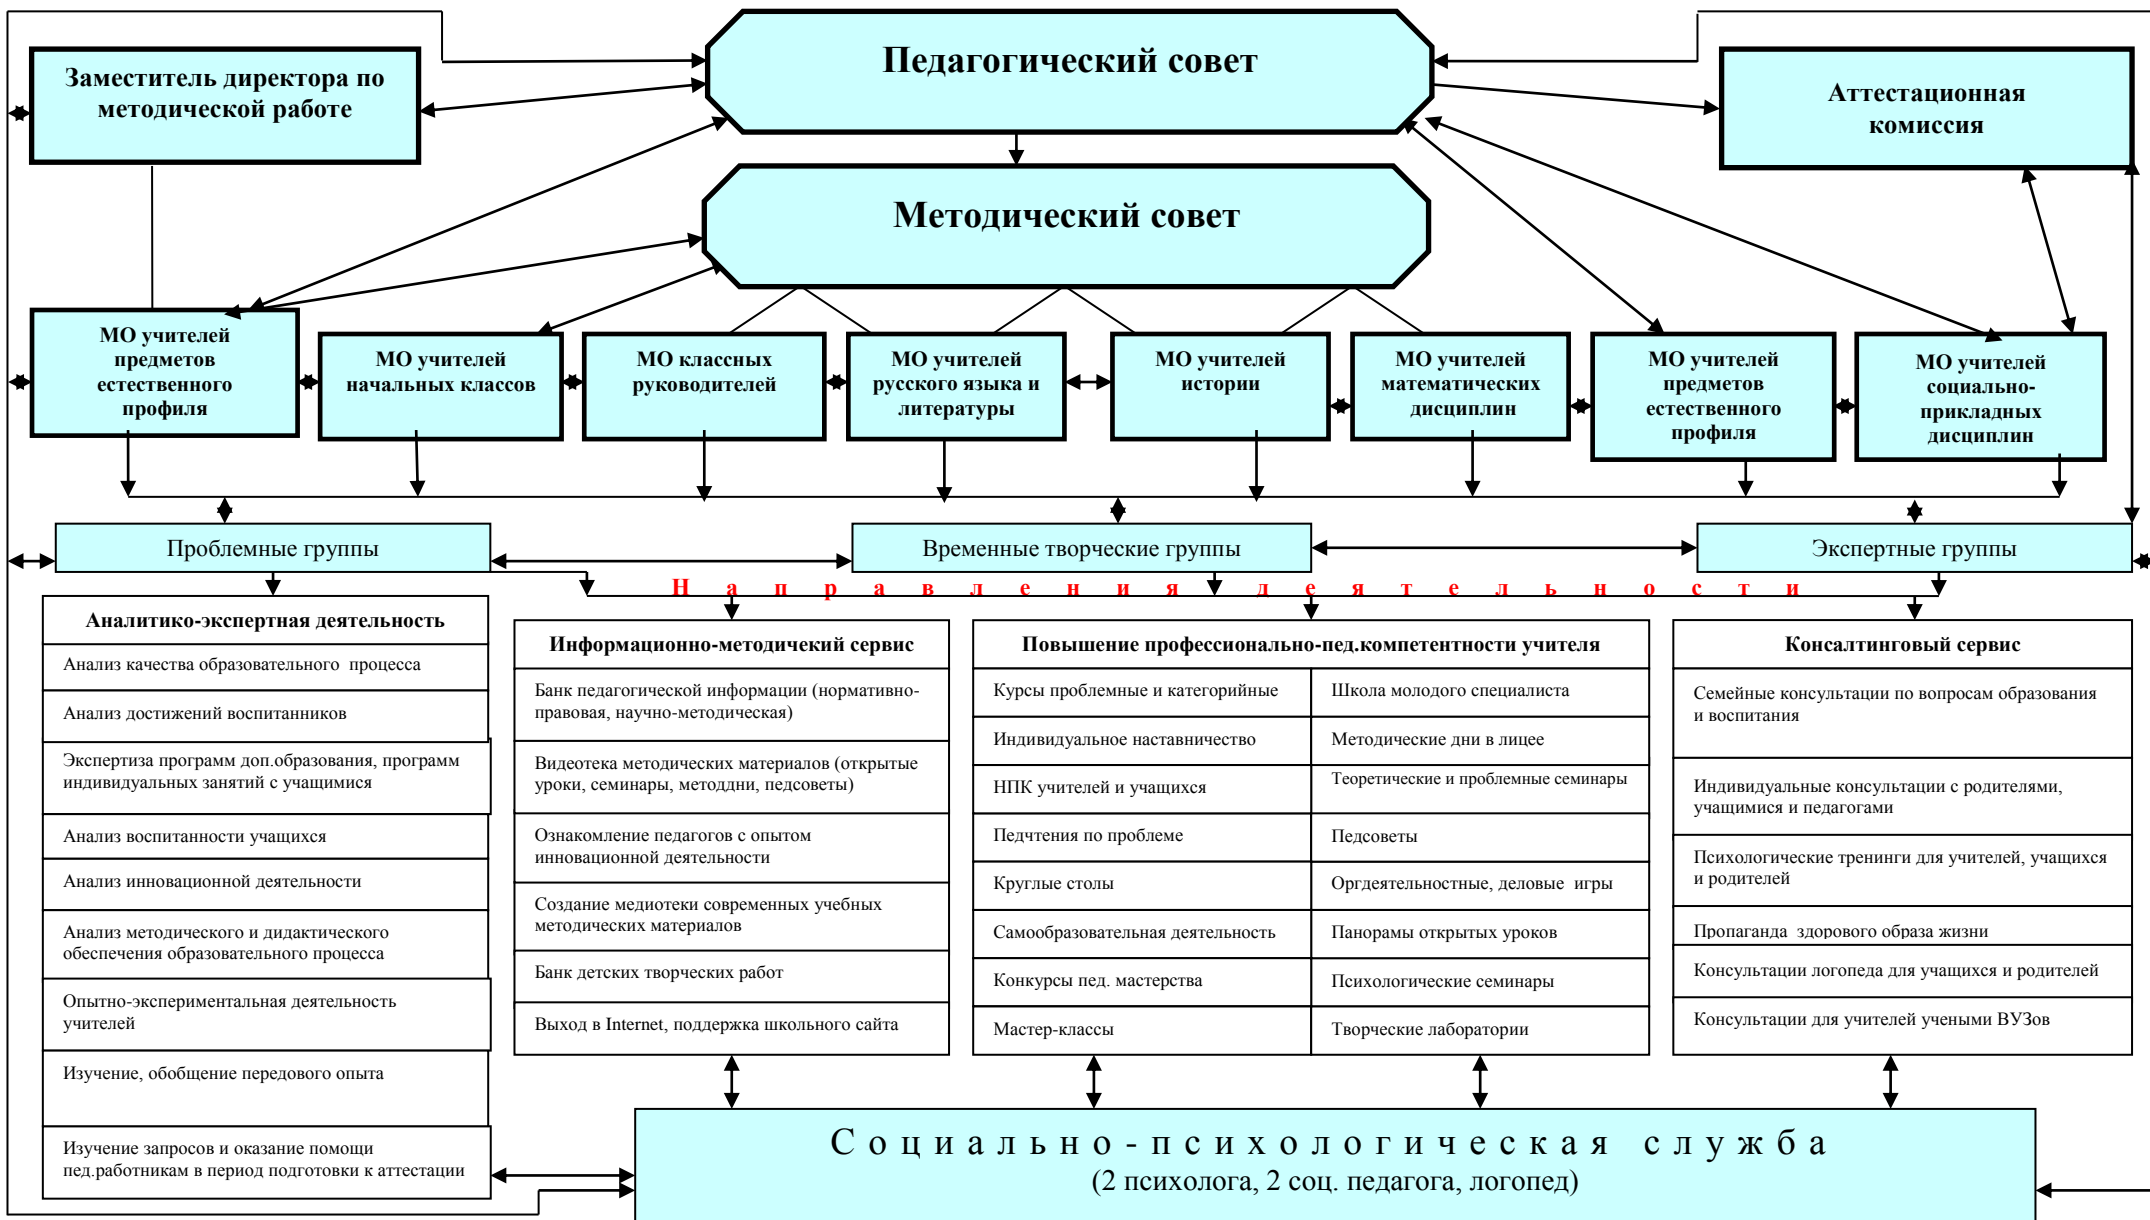 Педагогический совет
Заместитель директора по
методической работе
Аттестационная
комиссия
Методический совет
МО учителей
предметов
естественного
профиля
МО учителей
начальных классов
МО классных
руководителей
МО учителей
русского языка и
литературы
МО учителей
истории
МО учителей
математических
дисциплин
МО учителей
предметов
естественного
профиля
МО учителей
социально-
прикладных
дисциплин
Проблемные группы
Временные творческие группы
Экспертные группы
Направления деятельности
Аналитико-экспертная деятельность
Анализ качества образовательного процесса
Анализ достижений воспитанников
Экспертиза программ доп.образования, программ
индивидуальных занятий с учащимися
Анализ воспитанности учащихся
Анализ инновационной деятельности
Анализ методического и дидактического
обеспечения образовательного процесса
Опытно-экспериментальная деятельность
учителей
Изучение, обобщение передового опыта
Изучение запросов и оказание помощи
пед.работникам в период подготовки к аттестации
Информационно-методичекий сервис
Банк педагогической информации (нормативно-
правовая, научно-методическая)
Видеотека методических материалов (открытые
уроки, семинары, методдни, педсоветы)
Ознакомление педагогов с опытом
инновационной деятельности
Создание медиотеки современных учебных
методических материалов
Банк детских творческих работ
Выход в Internet, поддержка школьного сайта
Повышение профессионально-пед.компетентности учителя
Курсы проблемные и категорийные
Школа молодого специалиста
Индивидуальное наставничество
Методические дни в лицее
НПК учителей и учащихся
Теоретические и проблемные семинары
Педчтения по проблеме
Педсоветы
Круглые столы
Оргдеятельностные, деловые игры
Самообразовательная деятельность
Панорамы открытых уроков
Конкурсы пед. мастерства
Психологические семинары
Мастер-классы
Творческие лаборатории
Консалтинговый сервис
Семейные консультации по вопросам образования
и воспитания
Индивидуальные консультации с родителями,
учащимися и педагогами
Психологические тренинги для учителей, учащихся
и родителей
Пропаганда здорового образа жизни
Консультации логопеда для учащихся и родителей
Консультации для учителей учеными ВУЗов
Социально-психологическая служба
(2 психолога, 2 соц. педагога, логопед)